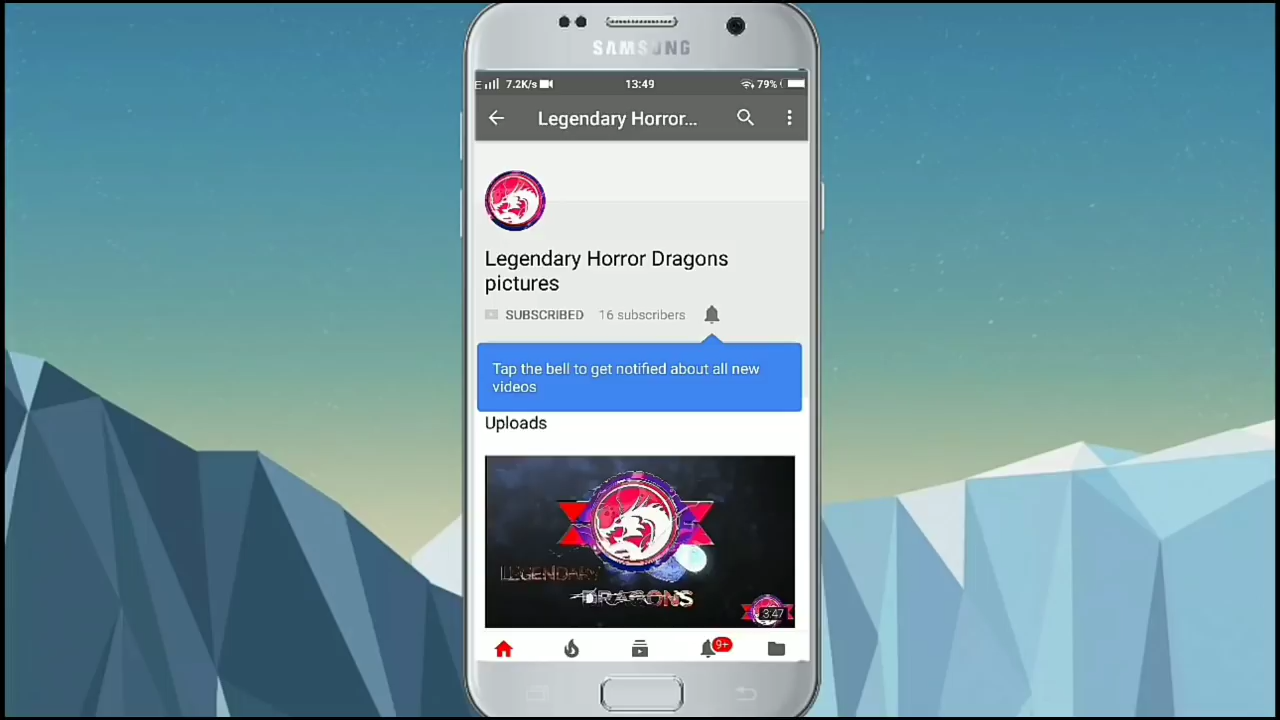 SAMSUNG
E 7.2K/s 13:49 79%
Legendary Horror...
Legendary Horror Dragons
pictures
SUBSCRIBED 16 subscribers
Tap the bell to get notified about all new
videos
Uploads
LEGENDARY
DRAGONS
3:47
9+